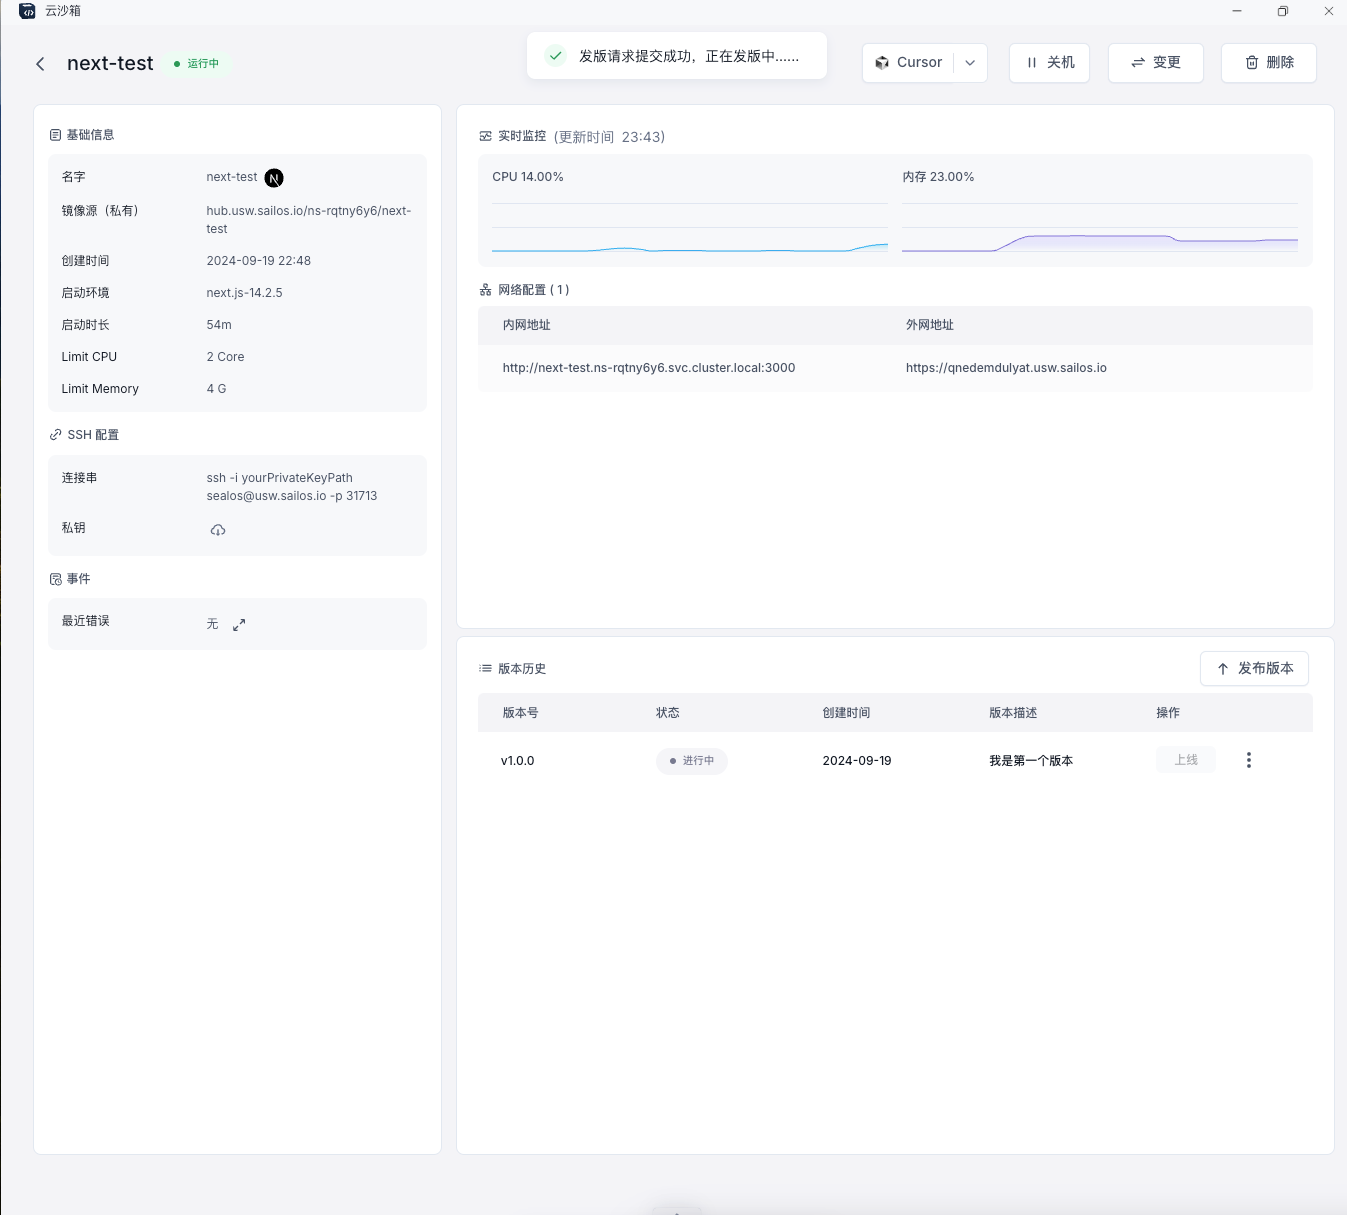 云沙箱
next-test
运行中
发版请求提交成功，正在发版中......
Cursor
关机
变更
删除
基础信息
名字
next-test
N
镜像源（私有）
hub.usw.sailos.io/ns-rqtny6y6/next-
test
创建时间
2024-09-19 22:48
启动环境
next.js-14.2.5
启动时长
54m
Limit CPU
2 Core
Limit Memory
4 G
SSH 配置
连接串
ssh -i yourPrivateKeyPath
sealos@usw.sailos.io -p 31713
私钥
事件
最近错误
无
实时监控 (更新时间 23:43)
CPU 14.00%
内存 23.00%
网络配置 ( 1 )
内网地址
外网地址
http://next-test.ns-rqtny6y6.svc.cluster.local:3000
https://qnedemdulyat.usw.sailos.io
版本历史
发布版本
版本号
状态
创建时间
版本描述
操作
v1.0.0
进行中
2024-09-19
我是第一个版本
上线